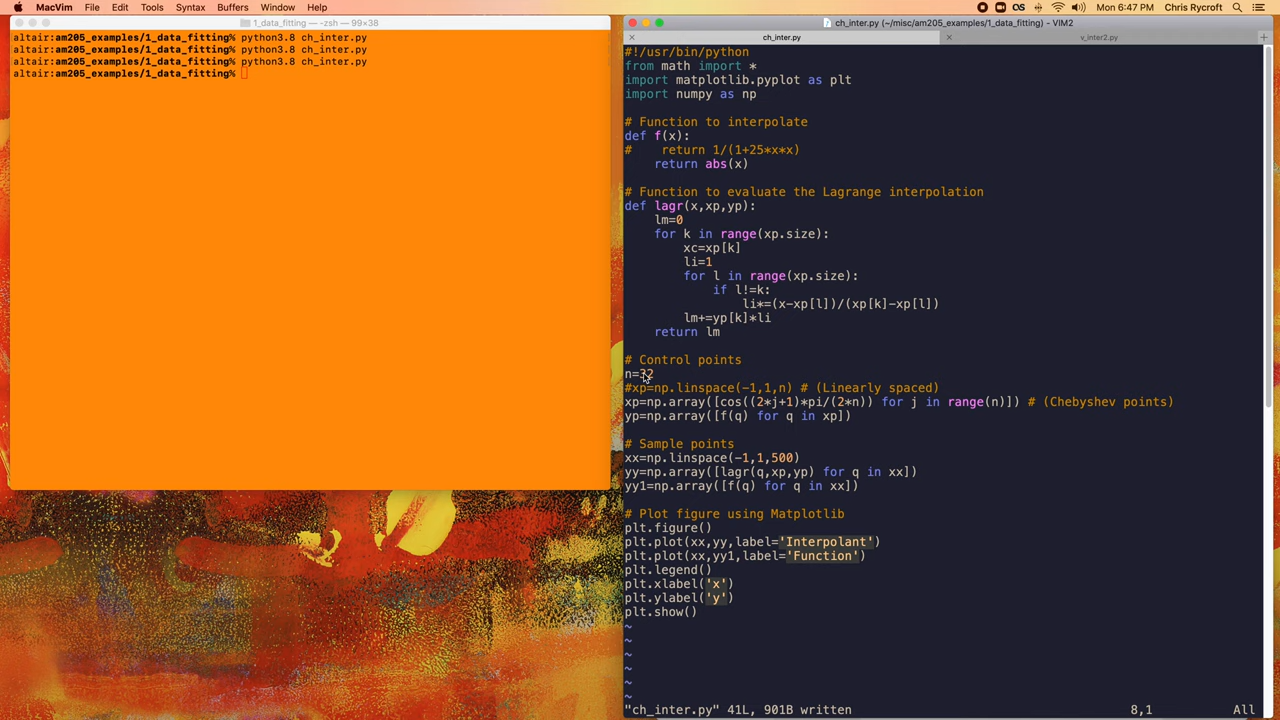 MacVim File Edit Tools Syntax Buffers Window Help
Mon 6:47 PM Chris Rycroft
1_data_fitting — -zsh — 99×38
altair:am205_examples/1_data_fitting% python3.8 ch_inter.py
altair:am205_examples/1_data_fitting% python3.8 ch_inter.py
altair:am205_examples/1_data_fitting% python3.8 ch_inter.py
altair:am205_examples/1_data_fitting%
ch_inter.py (~/misc/am205_examples/1_data_fitting) - VIM2
ch_inter.py
v_inter2.py
#!/usr/bin/python
from math import *
import matplotlib.pyplot as plt
import numpy as np
# Function to interpolate
def f(x):
#    return 1/(1+25*x*x)
    return abs(x)
# Function to evaluate the Lagrange interpolation
def lagr(x,xp,yp):
    lm=0
    for k in range(xp.size):
        xc=xp[k]
        li=1
        for l in range(xp.size):
            if l!=k:
                li*=(x-xp[l])/(xp[k]-xp[l])
        lm+=yp[k]*li
    return lm
# Control points
n=32
#xp=np.linspace(-1,1,n) # (Linearly spaced)
xp=np.array([cos((2*j+1)*pi/(2*n)) for j in range(n)]) # (Chebyshev points)
yp=np.array([f(q) for q in xp])
# Sample points
xx=np.linspace(-1,1,500)
yy=np.array([lagr(q,xp,yp) for q in xx])
yy1=np.array([f(q) for q in xx])
# Plot figure using Matplotlib
plt.figure()
plt.plot(xx,yy,label='Interpolant')
plt.plot(xx,yy1,label='Function')
plt.legend()
plt.xlabel('x')
plt.ylabel('y')
plt.show()
~
~
~
~
~
~
"ch_inter.py" 41L, 901B written 8,1 All